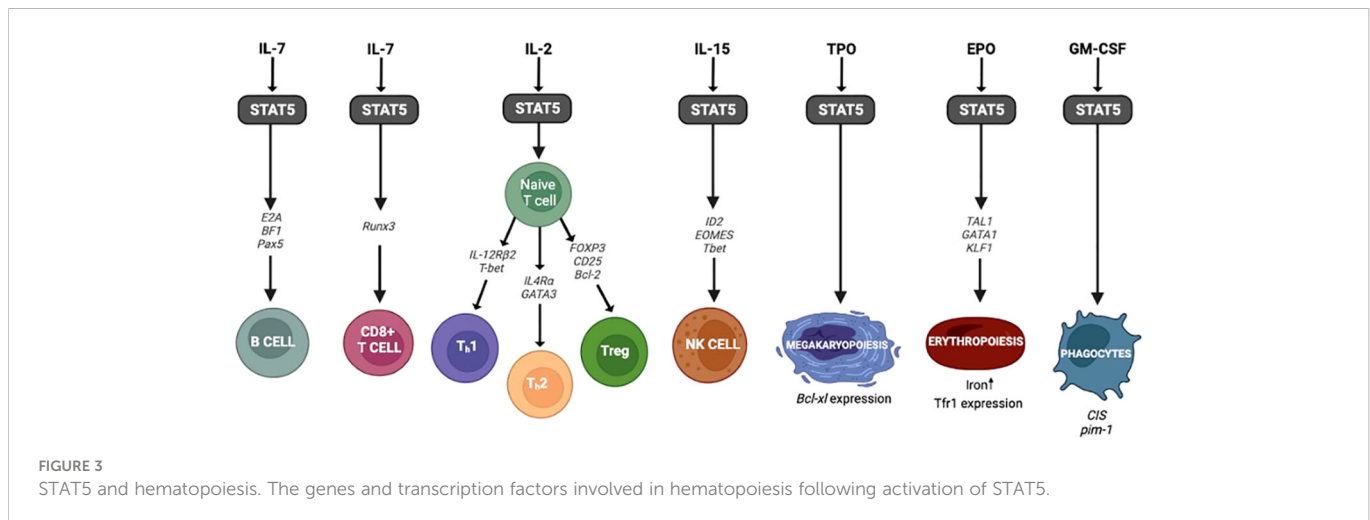 IL-7
IL-7
IL-2
IL-15
TPO
EPO
GM-CSF
STAT5
STAT5
STAT5
STAT5
STAT5
STAT5
STAT5
Naive
T cell
E2A
BF1
Pax5
Runx3
IL-12Rβ2
T-bet
IL4Rα
GATA3
FOXP3
CD25
Bcl-2
ID2
EOMES
Tbet
TAL1
GATA1
KLF1
B CELL
CD8+
T CELL
Th1
Th2
Treg
NK CELL
MEGAKARYOPOIESIS
Bcl-xl expression
ERYTHROPOIESIS
Iron↑
Tfr1 expression
PHAGOCYTES
CIS
pim-1
FIGURE 3
STAT5 and hematopoiesis. The genes and transcription factors involved in hematopoiesis following activation of STAT5.